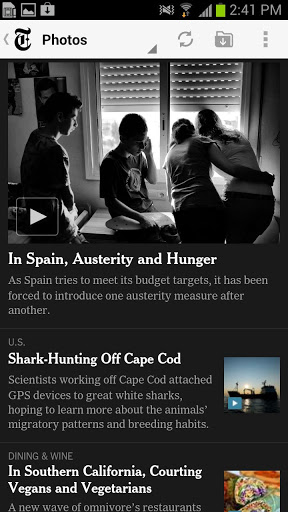 2:41 PM
T Photos
In Spain, Austerity and Hunger
As Spain tries to meet its budget targets, it has been
forced to introduce one austerity measure after
another.
U.S.
Shark-Hunting Off Cape Cod
Scientists working off Cape Cod attached
GPS devices to great white sharks,
hoping to learn more about the animals'
migratory patterns and breeding habits.
DINING & WINE
In Southern California, Courting
Vegans and Vegetarians
A new wave of omnivore's restaurants